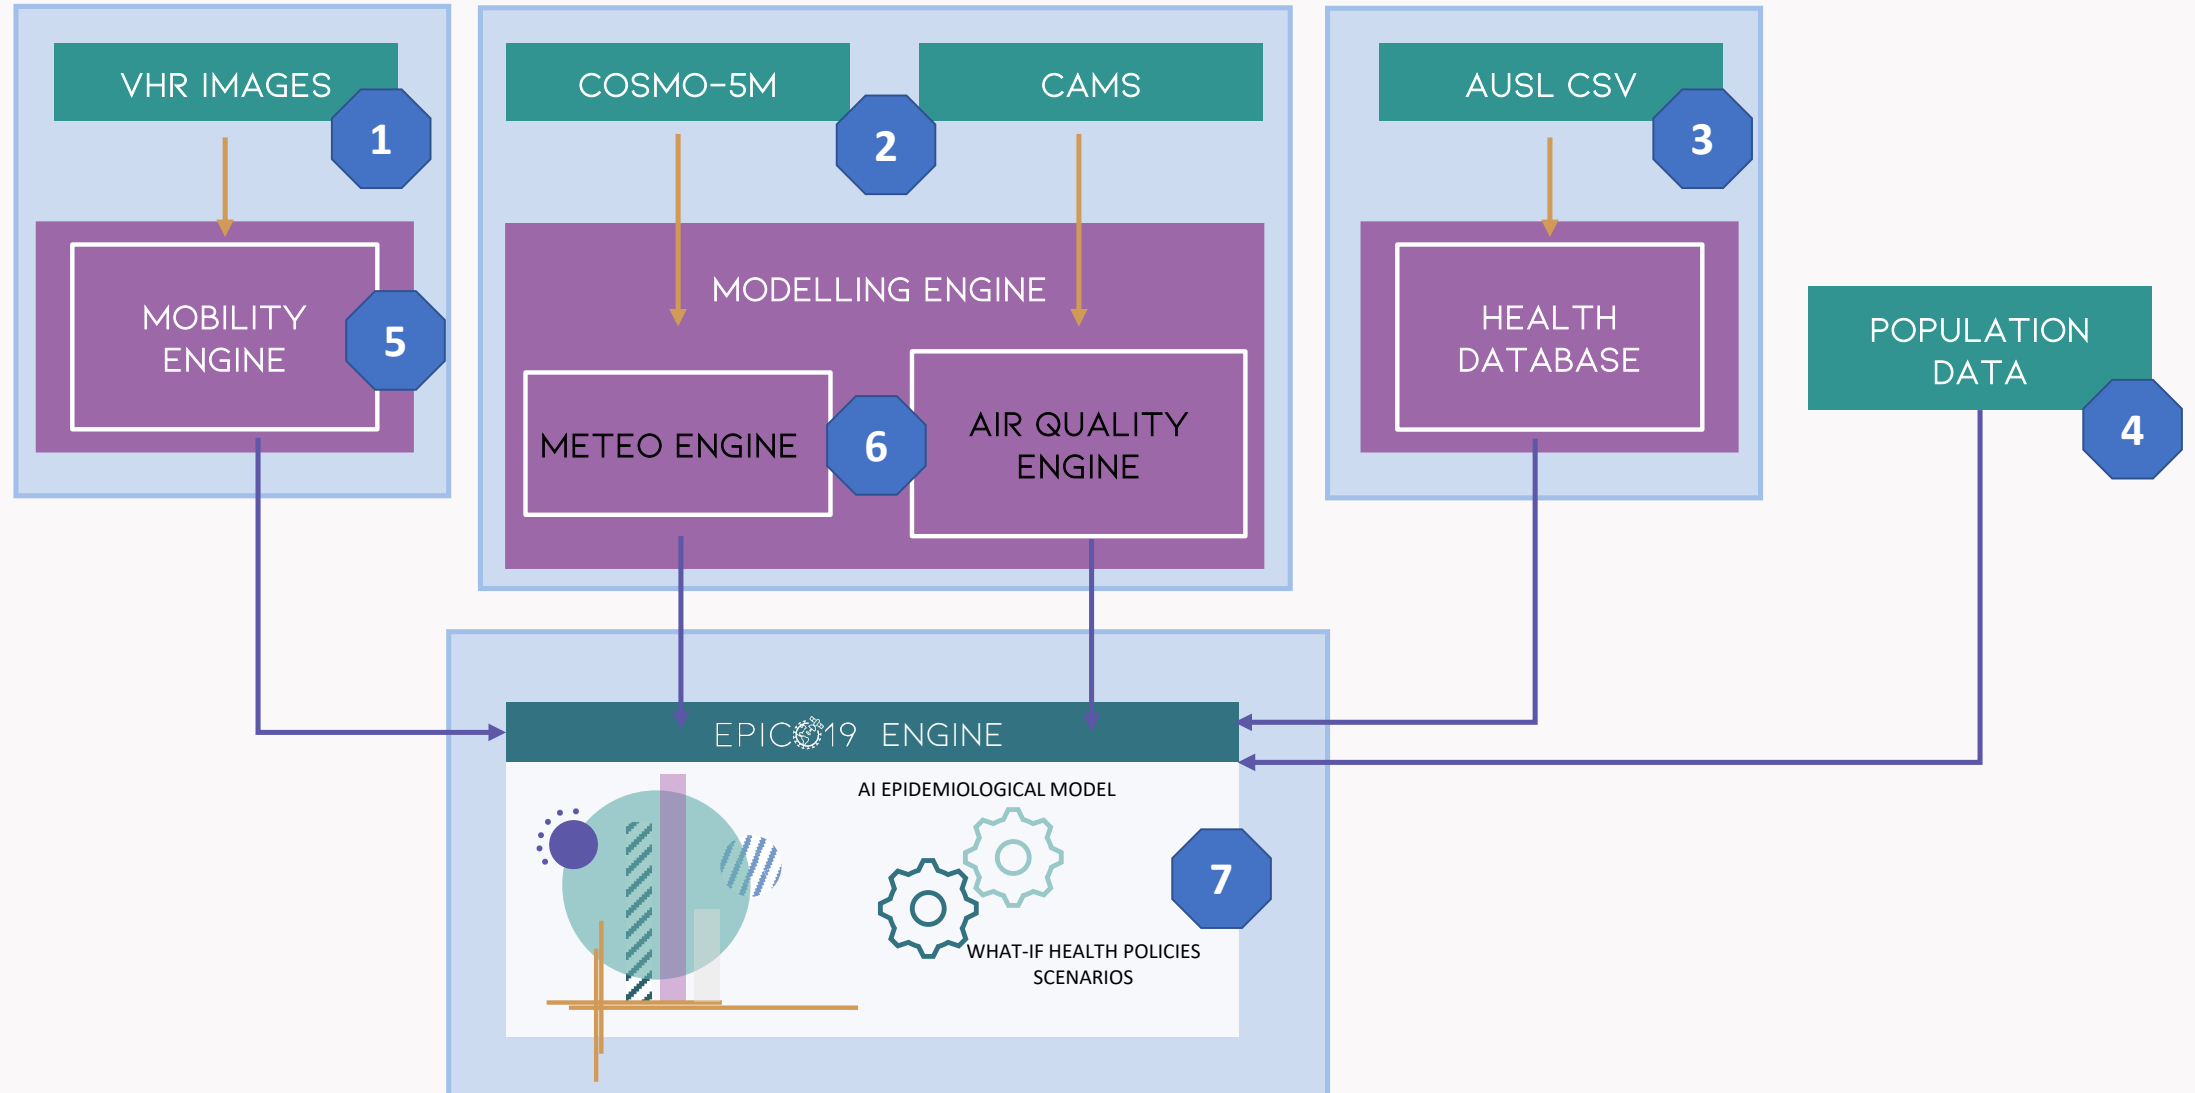 VHR IMAGES
1
COSMO-5M
2
CAMS
AUSL CSV
3
MOBILITY
ENGINE
5
MODELLING ENGINE
METEO ENGINE
6
AIR QUALITY
ENGINE
HEALTH
DATABASE
POPULATION
DATA
4
EPICO19 ENGINE
AI EPIDEMIOLOGICAL MODEL
7
WHAT-IF HEALTH POLICIES
SCENARIOS